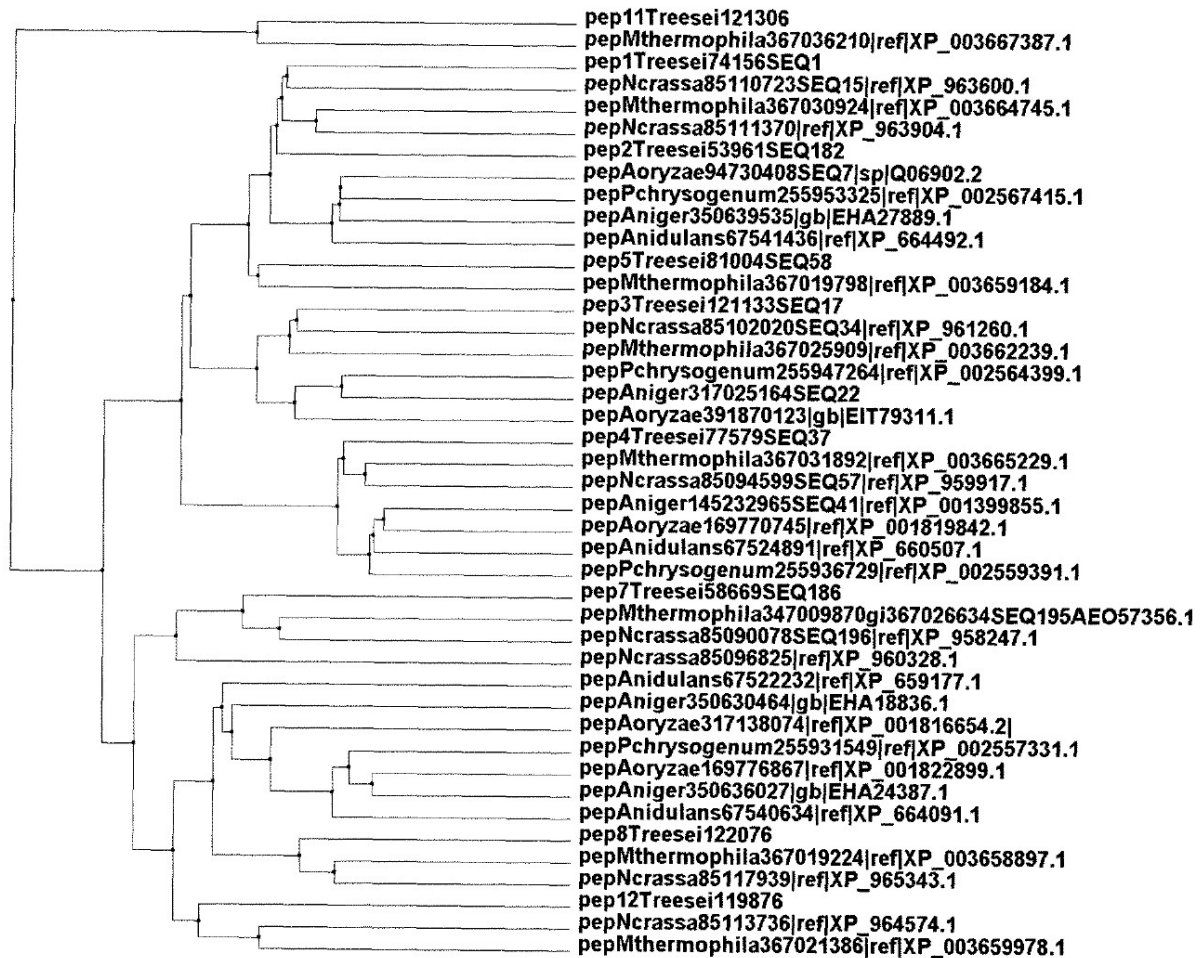 pep11Treesei121306
pepMthermophila367036210|ref|XP_003667387.1
pep1Treesei74156SEQ1
pepNcrassa85110723SEQ15|ref|XP_963600.1
pepMthermophila367030924|ref|XP_003664745.1
pepNcrassa85111370|ref|XP_963904.1
pep2Treesei53961SEQ182
pepAoryzae94730408SEQ7|sp|Q06902.2
pepPchrysogenum255953325|ref|XP_002567415.1
pepAniger350639535|gb|EHA27889.1
pepAnidulans67541436|ref|XP_664492.1
pep5Treesei81004SEQ58
pepMthermophila367019798|ref|XP_003659184.1
pep3Treesei121133SEQ17
pepNcrassa85102020SEQ34|ref|XP_961260.1
pepMthermophila367025909|ref|XP_003662239.1
pepPchrysogenum255947264|ref|XP_002564399.1
pepAniger317025164SEQ22
pepAoryzae391870123|gb|EIT79311.1
pep4Treesei77579SEQ37
pepMthermophila367031892|ref|XP_003665229.1
pepNcrassa85094599SEQ57|ref|XP_959917.1
pepAniger145232965SEQ41|ref|XP_001399855.1
pepAoryzae169770745|ref|XP_001819842.1
pepAnidulans67524891|ref|XP_660507.1
pepPchrysogenum255936729|ref|XP_002559391.1
pep7Treesei58669SEQ186
pepMthermophila347009870gi367026634SEQ195AEO57356.1
pepNcrassa85090078SEQ196|ref|XP_958247.1
pepNcrassa85096825|ref|XP_960328.1
pepAnidulans67522232|ref|XP_659177.1
pepAniger350630464|gb|EHA18836.1
pepAoryzae317138074|ref|XP_001816654.2|
pepPchrysogenum255931549|ref|XP_002557331.1
pepAoryzae169776867|ref|XP_001822899.1
pepAniger350636027|gb|EHA24387.1
pepAnidulans67540634|ref|XP_664091.1
pep8Treesei122076
pepMthermophila367019224|ref|XP_003658897.1
pepNcrassa85117939|ref|XP_965343.1
pep12Treesei119876
pepNcrassa85113736|ref|XP_964574.1
pepMthermophila367021386|ref|XP_003659978.1